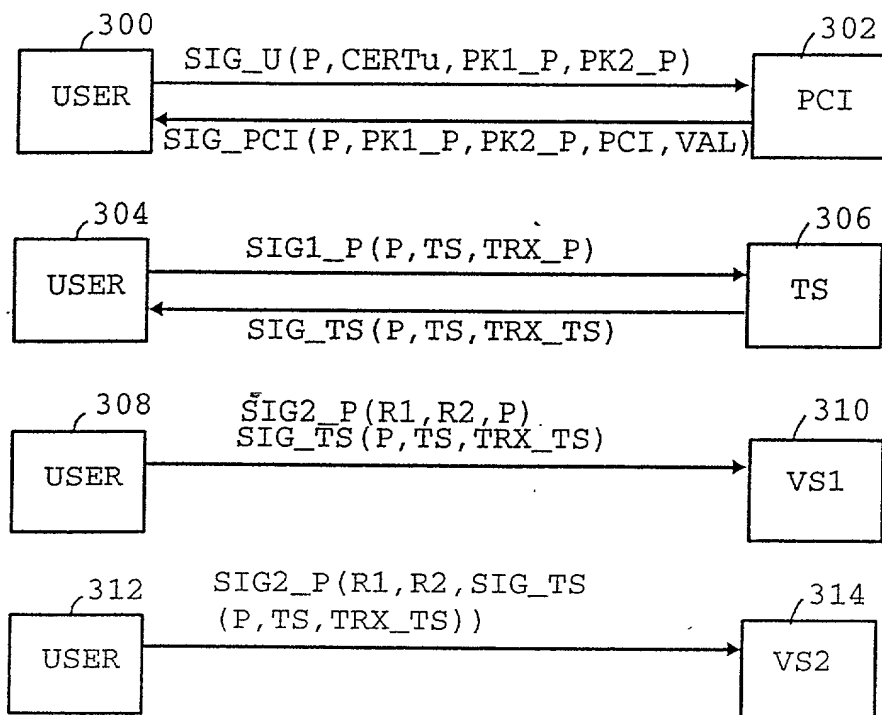 300
302
SIG_U(P,CERTu,PK1_P,PK2_P)
USER
PCI
SIG_PCI(P,PK1_P,PK2_P,PCI,VAL)
304
306
SIG1_P(P,TS,TRX_P)
USER
TS
SIG_TS(P,TS,TRX_TS)
308
310
SIG2_P(R1,R2,P)
SIG_TS(P,TS,TRX_TS)
USER
VS1
312
314
SIG2_P(R1,R2,SIG_TS
(P,TS,TRX_TS))
USER
VS2